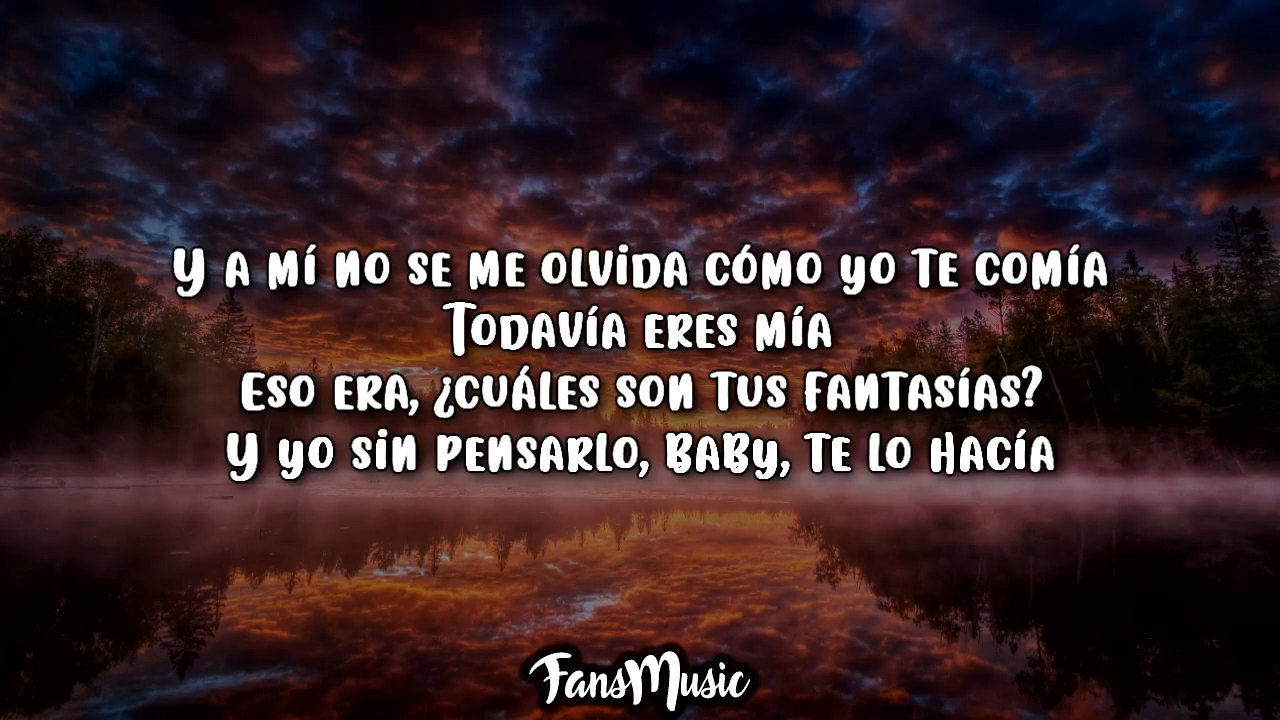 Y a mí no se me olvida cómo yo te comía
Todavía eres mía
Eso era, ¿cuáles son tus fantasías?
Y yo sin pensarlo, baby, te lo hacía
FansMusic